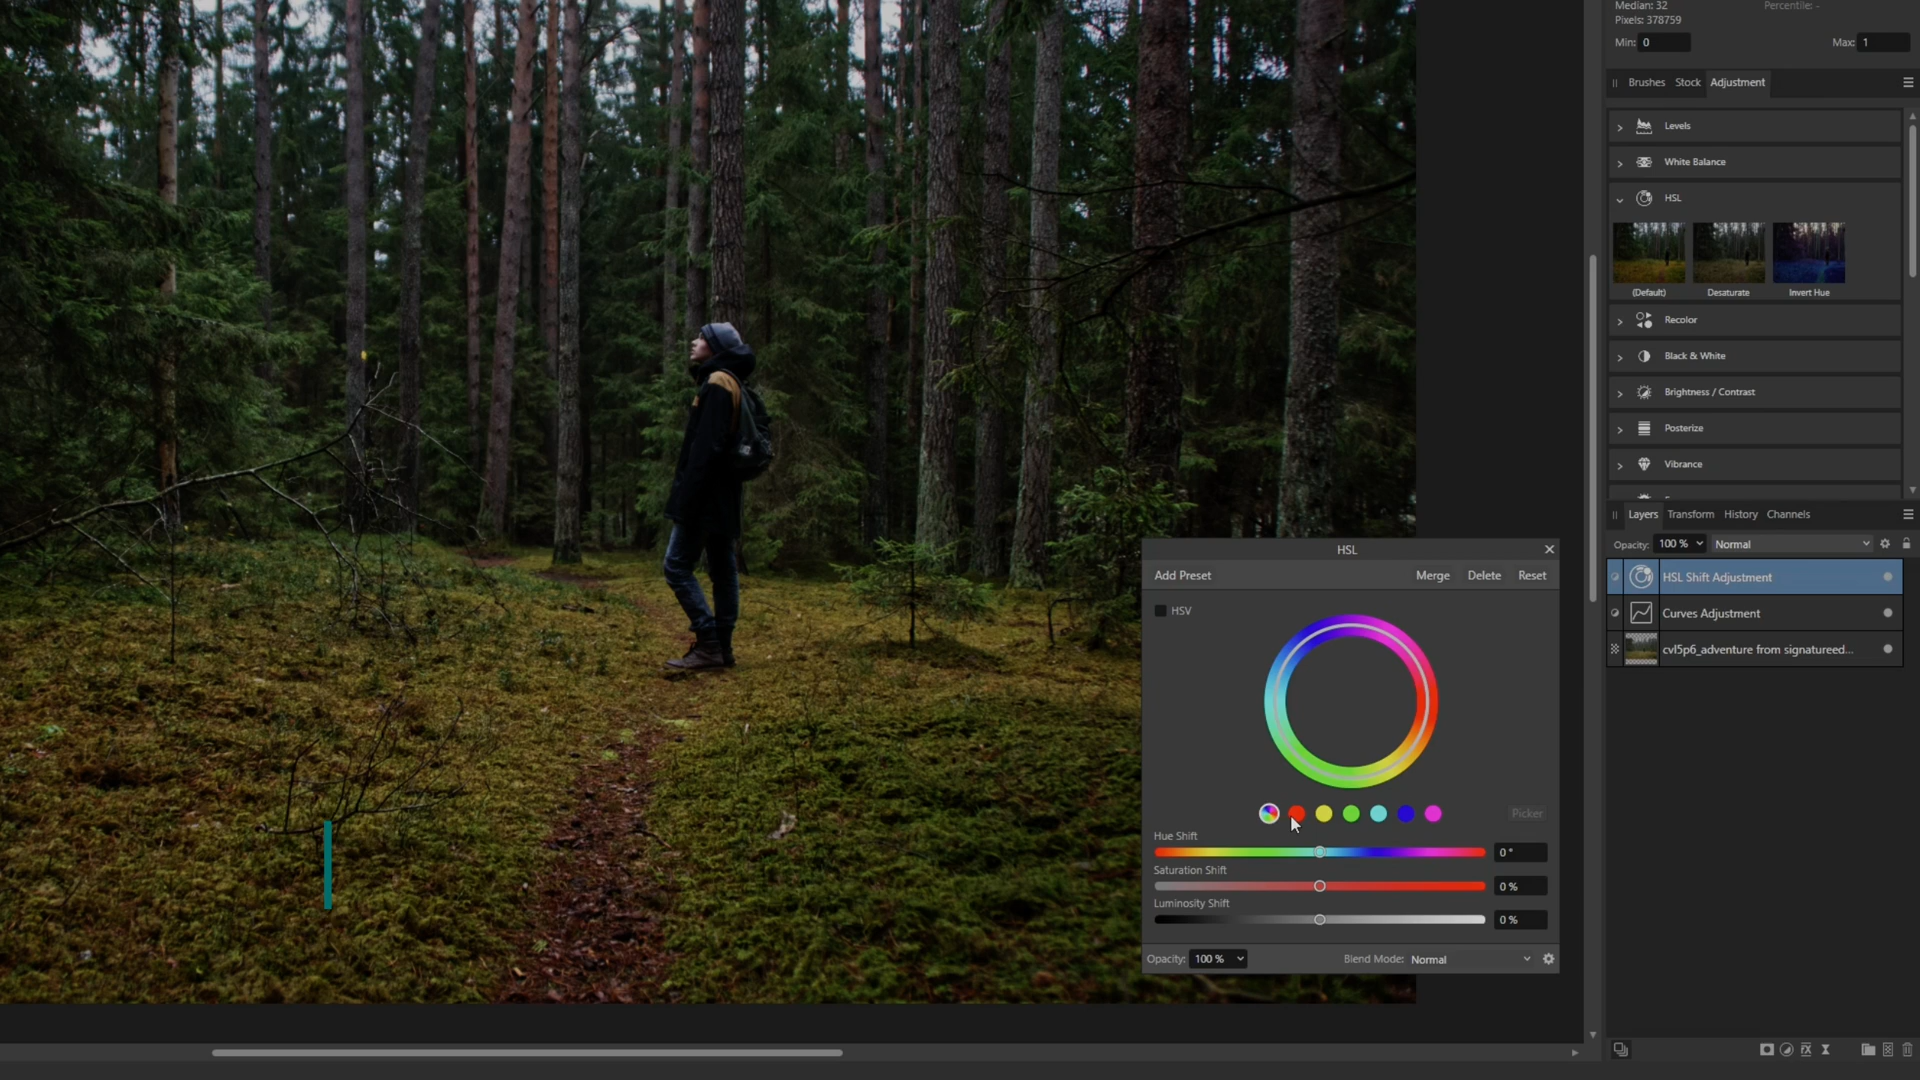 Median: 32
Percentile: -
Pixels: 378759
Min: 0
Max: 1
Brushes Stock Adjustment
Levels
White Balance
HSL
(Default) Desaturate Invert Hue
Recolor
Black & White
Brightness / Contrast
Posterize
Vibrance
Layers Transform History Channels
Opacity: 100 % Normal
HSL Shift Adjustment
Curves Adjustment
cvl5p6_adventure from signatureed...
HSL
Add Preset Merge Delete Reset
HSV
Picker
Hue Shift
0 °
Saturation Shift
0 %
Luminosity Shift
0 %
Opacity: 100 % Blend Mode: Normal